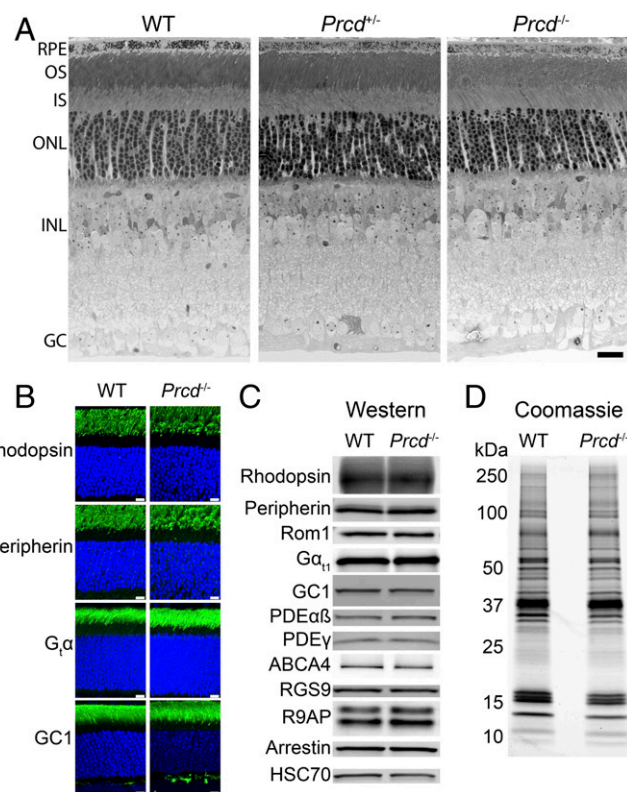 A
WT
Prcd+/-
Prcd-/-
RPE
OS
IS
ONL
INL
GC
B
WT
Prcd-/-
hodopsin
eripherin
Gtα
GC1
C
Western
WT
Prcd-/-
Rhodopsin
Peripherin
Rom1
Gαt1
GC1
PDEαß
PDEγ
ABCA4
RGS9
R9AP
Arrestin
HSC70
D
Coomassie
kDa
WT
Prcd-/-
250
100
50
37
25
15
10